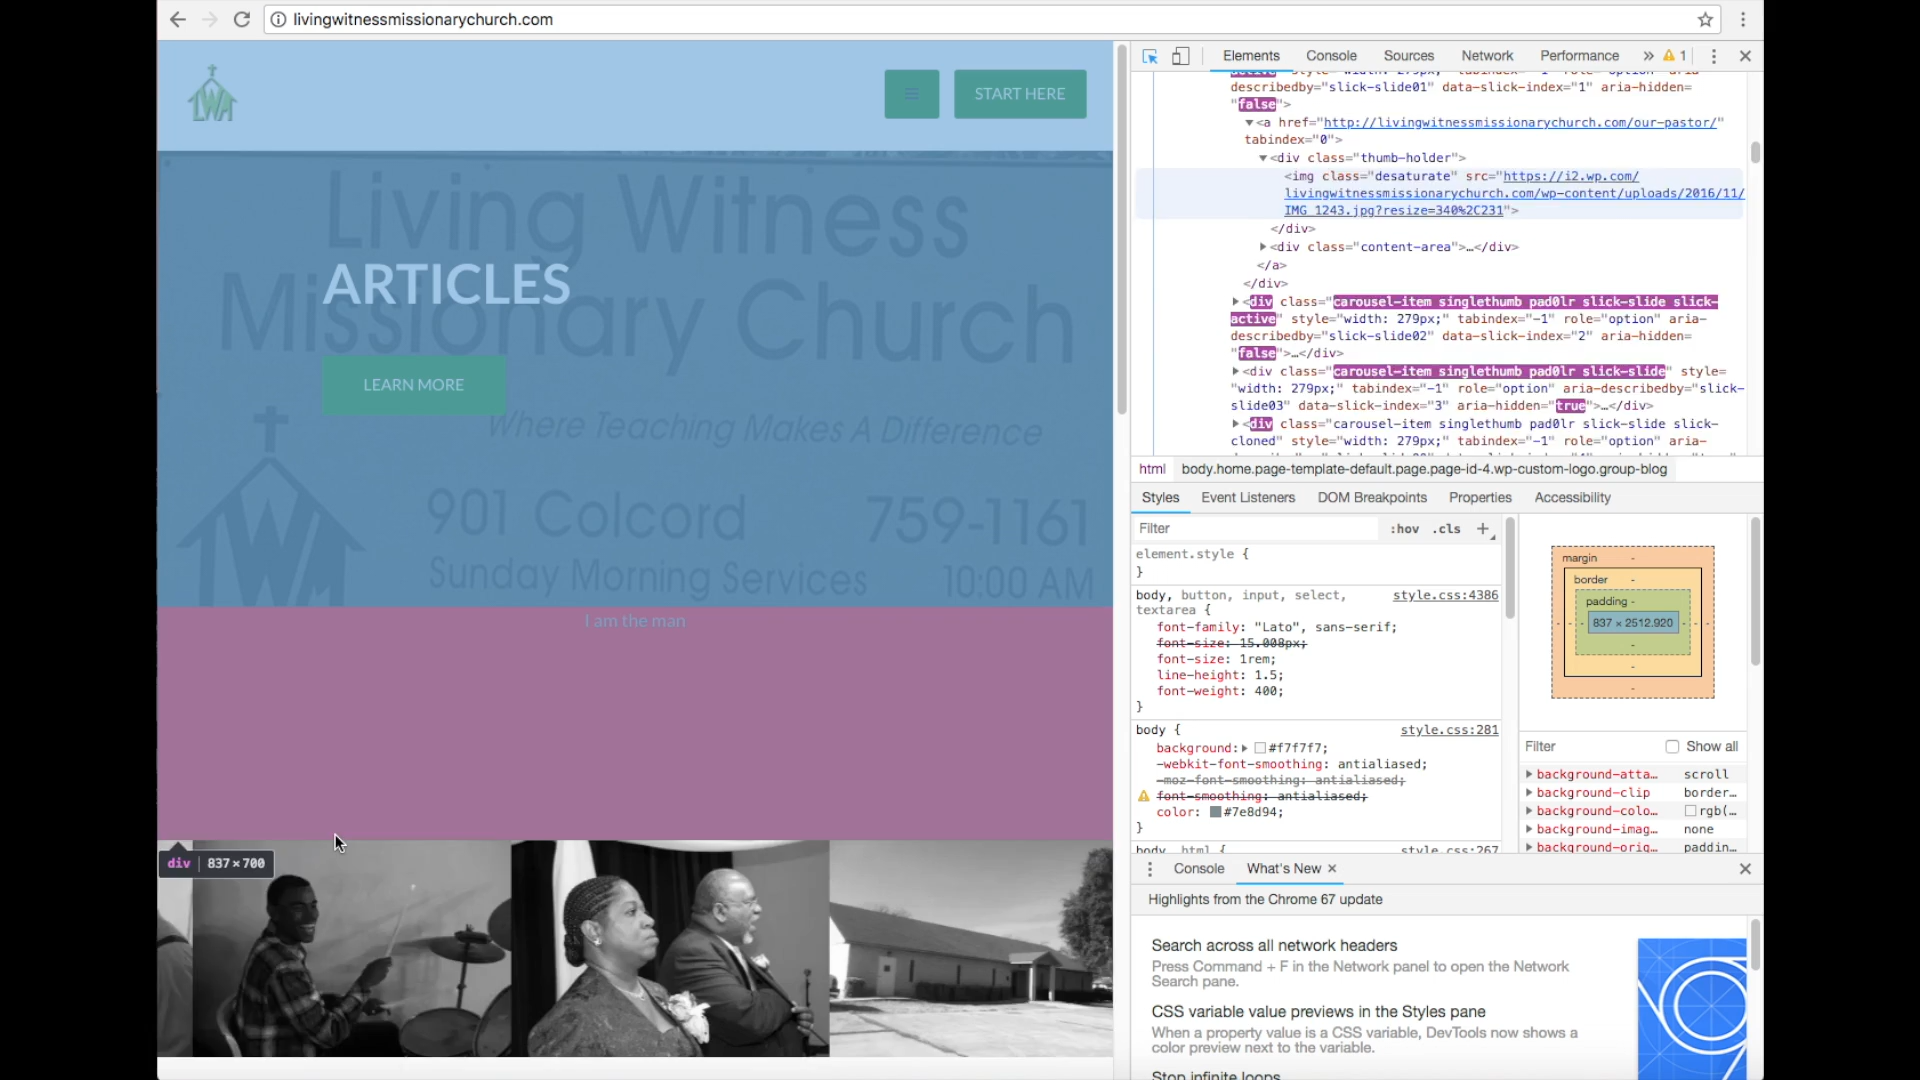 livingwitnessmissionarychurch.com
START HERE
Living Witness
Missionary Church
ARTICLES
LEARN MORE
Where Teaching Makes A Difference
901 Colcord 759-1161
Sunday Morning Services 10:00 AM
I am the man
div 837 × 700
Elements Console Sources Network Performance » 1
describedby="slick-slide01" data-slick-index="1" aria-hidden=
"false">
▼<a href="http://livingwitnessmissionarychurch.com/our-pastor/"
tabindex="0">
▼<div class="thumb-holder">
<img class="desaturate" src="https://i2.wp.com/
livingwitnessmissionarychurch.com/wp-content/uploads/2016/11/
IMG_1243.jpg?resize=340%2C231">
</div>
▶<div class="content-area">…</div>
</a>
</div>
▶<div class="carousel-item singlethumb pad0lr slick-slide slick-
active" style="width: 279px;" tabindex="-1" role="option" aria-
describedby="slick-slide02" data-slick-index="2" aria-hidden=
"false">…</div>
▶<div class="carousel-item singlethumb pad0lr slick-slide" style=
"width: 279px;" tabindex="-1" role="option" aria-describedby="slick-
slide03" data-slick-index="3" aria-hidden="true">…</div>
▶<div class="carousel-item singlethumb pad0lr slick-slide slick-
cloned" style="width: 279px;" tabindex="-1" role="option" aria-
html body.home.page-template-default.page.page-id-4.wp-custom-logo.group-blog
Styles Event Listeners DOM Breakpoints Properties Accessibility
Filter :hov .cls +
element.style {
}
body, button, input, select, style.css:4386
textarea {
font-family: "Lato", sans-serif;
font-size: 15.008px;
font-size: 1rem;
line-height: 1.5;
font-weight: 400;
}
body { style.css:281
background:▶ #f7f7f7;
-webkit-font-smoothing: antialiased;
-moz-font-smoothing: antialiased;
font-smoothing: antialiased;
color: #7e8d94;
}
body, html { style.css:267
margin -
border -
padding -
837 × 2512.920
Filter Show all
background-atta… scroll
background-clip border…
background-colo… rgb(…
background-imag… none
background-orig… paddin…
Console What's New ×
Highlights from the Chrome 67 update
Search across all network headers
Press Command + F in the Network panel to open the Network
Search pane.
CSS variable value previews in the Styles pane
When a property value is a CSS variable, DevTools now shows a
color preview next to the variable.
Stop infinite loops